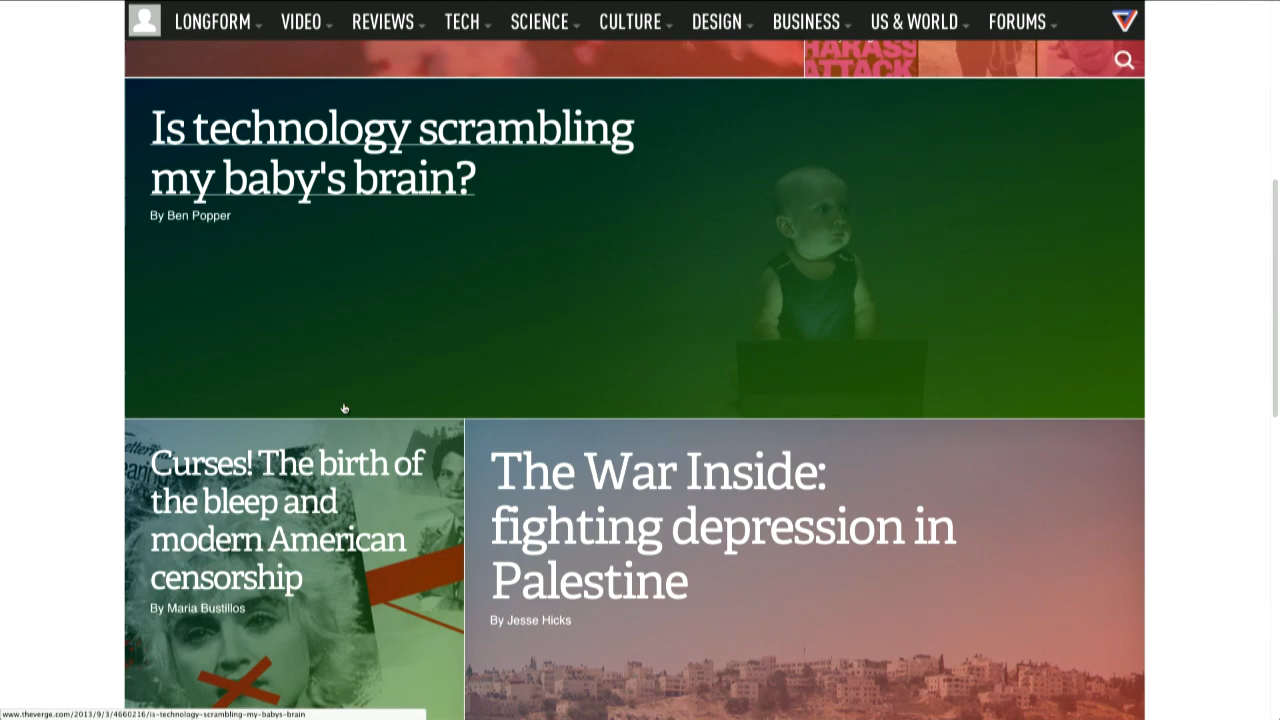 LONGFORM VIDEO REVIEWS TECH SCIENCE CULTURE DESIGN BUSINESS US & WORLD FORUMS
HARASS
ATTACK
Is technology scrambling
my baby's brain?
By Ben Popper
Curses! The birth of
the bleep and
modern American
censorship
By Maria Bustillos
The War Inside:
fighting depression in
Palestine
By Jesse Hicks
www.theverge.com/2013/9/3/4660216/is-technology-scrambling-my-babys-brain